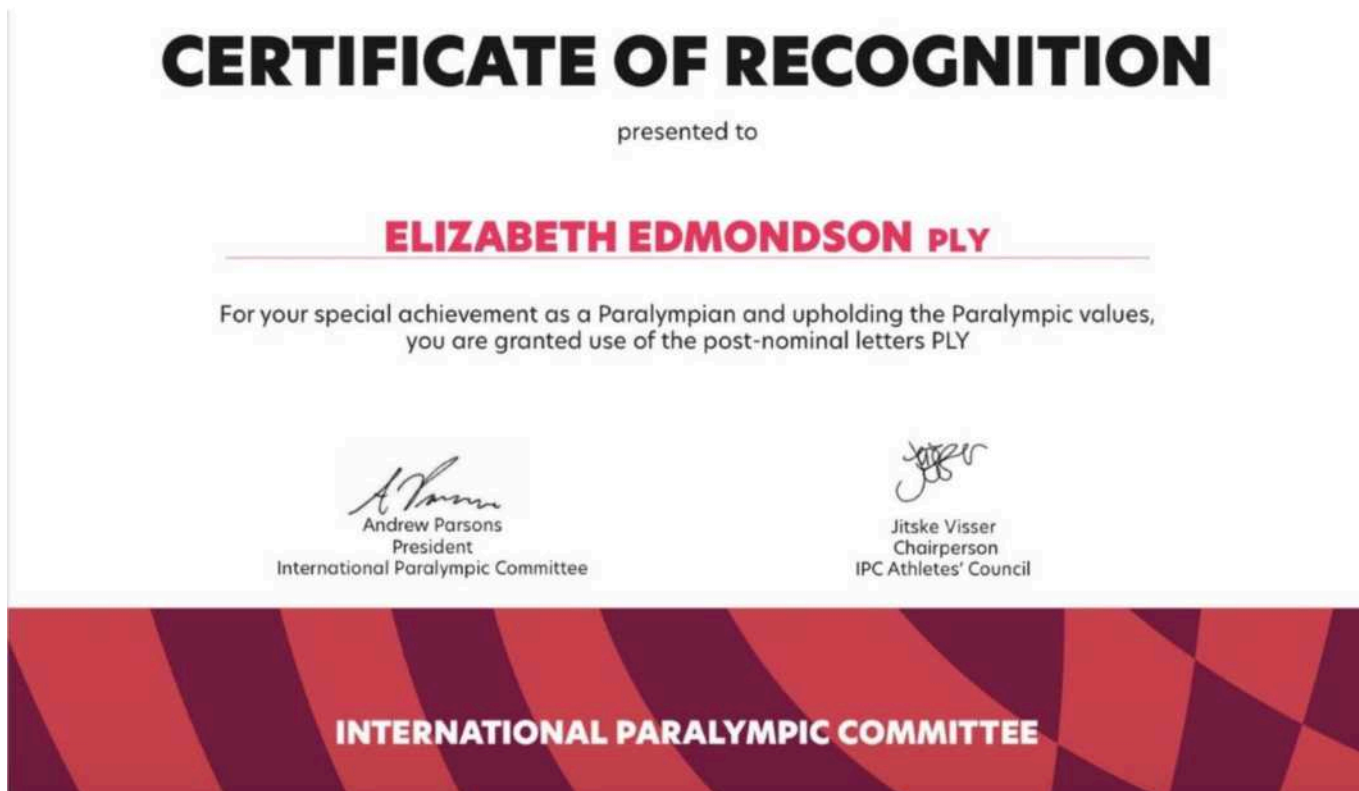 CERTIFICATE OF RECOGNITION
presented to
ELIZABETH EDMONDSON PLY
For your special achievement as a Paralympian and upholding the Paralympic values,
you are granted use of the post-nominal letters PLY
Andrew Parsons
President
International Paralympic Committee
Jitske Visser
Chairperson
IPC Athletes' Council
INTERNATIONAL PARALYMPIC COMMITTEE